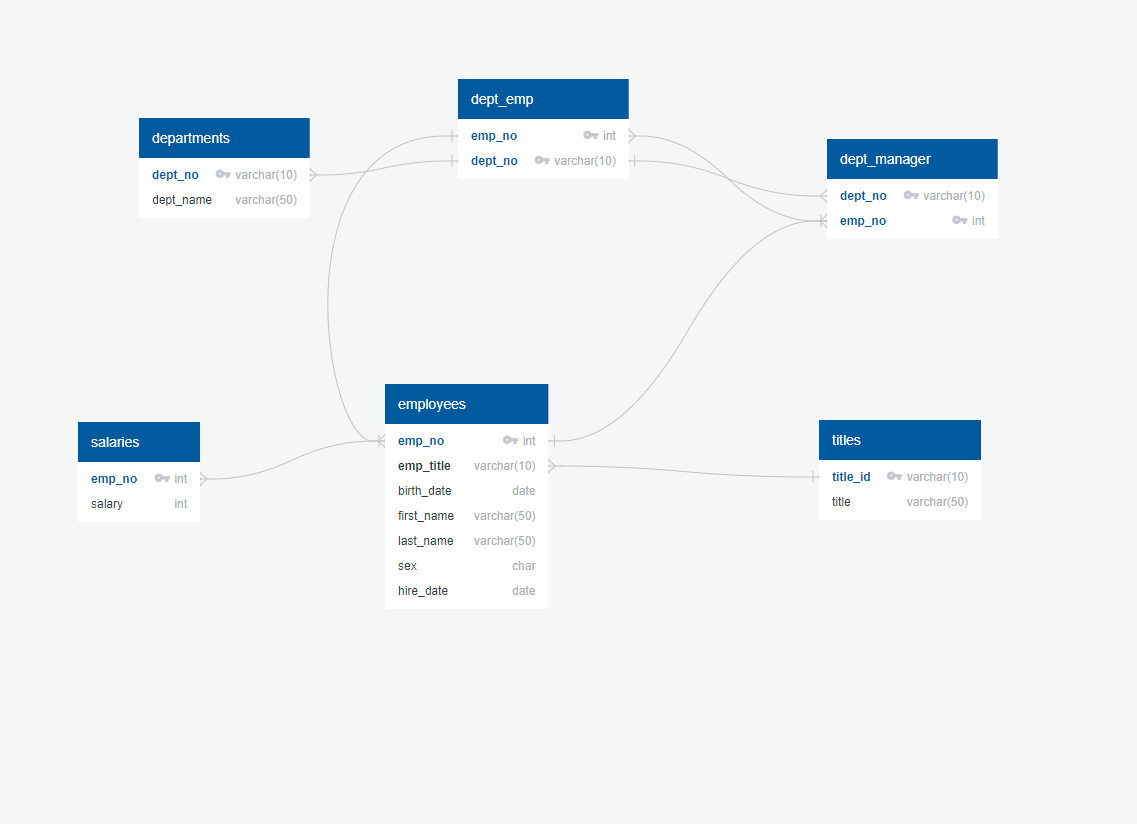 departments
dept_no varchar(10)
dept_name varchar(50)
dept_emp
emp_no int
dept_no varchar(10)
dept_manager
dept_no varchar(10)
emp_no int
salaries
emp_no int
salary int
employees
emp_no int
emp_title varchar(10)
birth_date date
first_name varchar(50)
last_name varchar(50)
sex char
hire_date date
titles
title_id varchar(10)
title varchar(50)